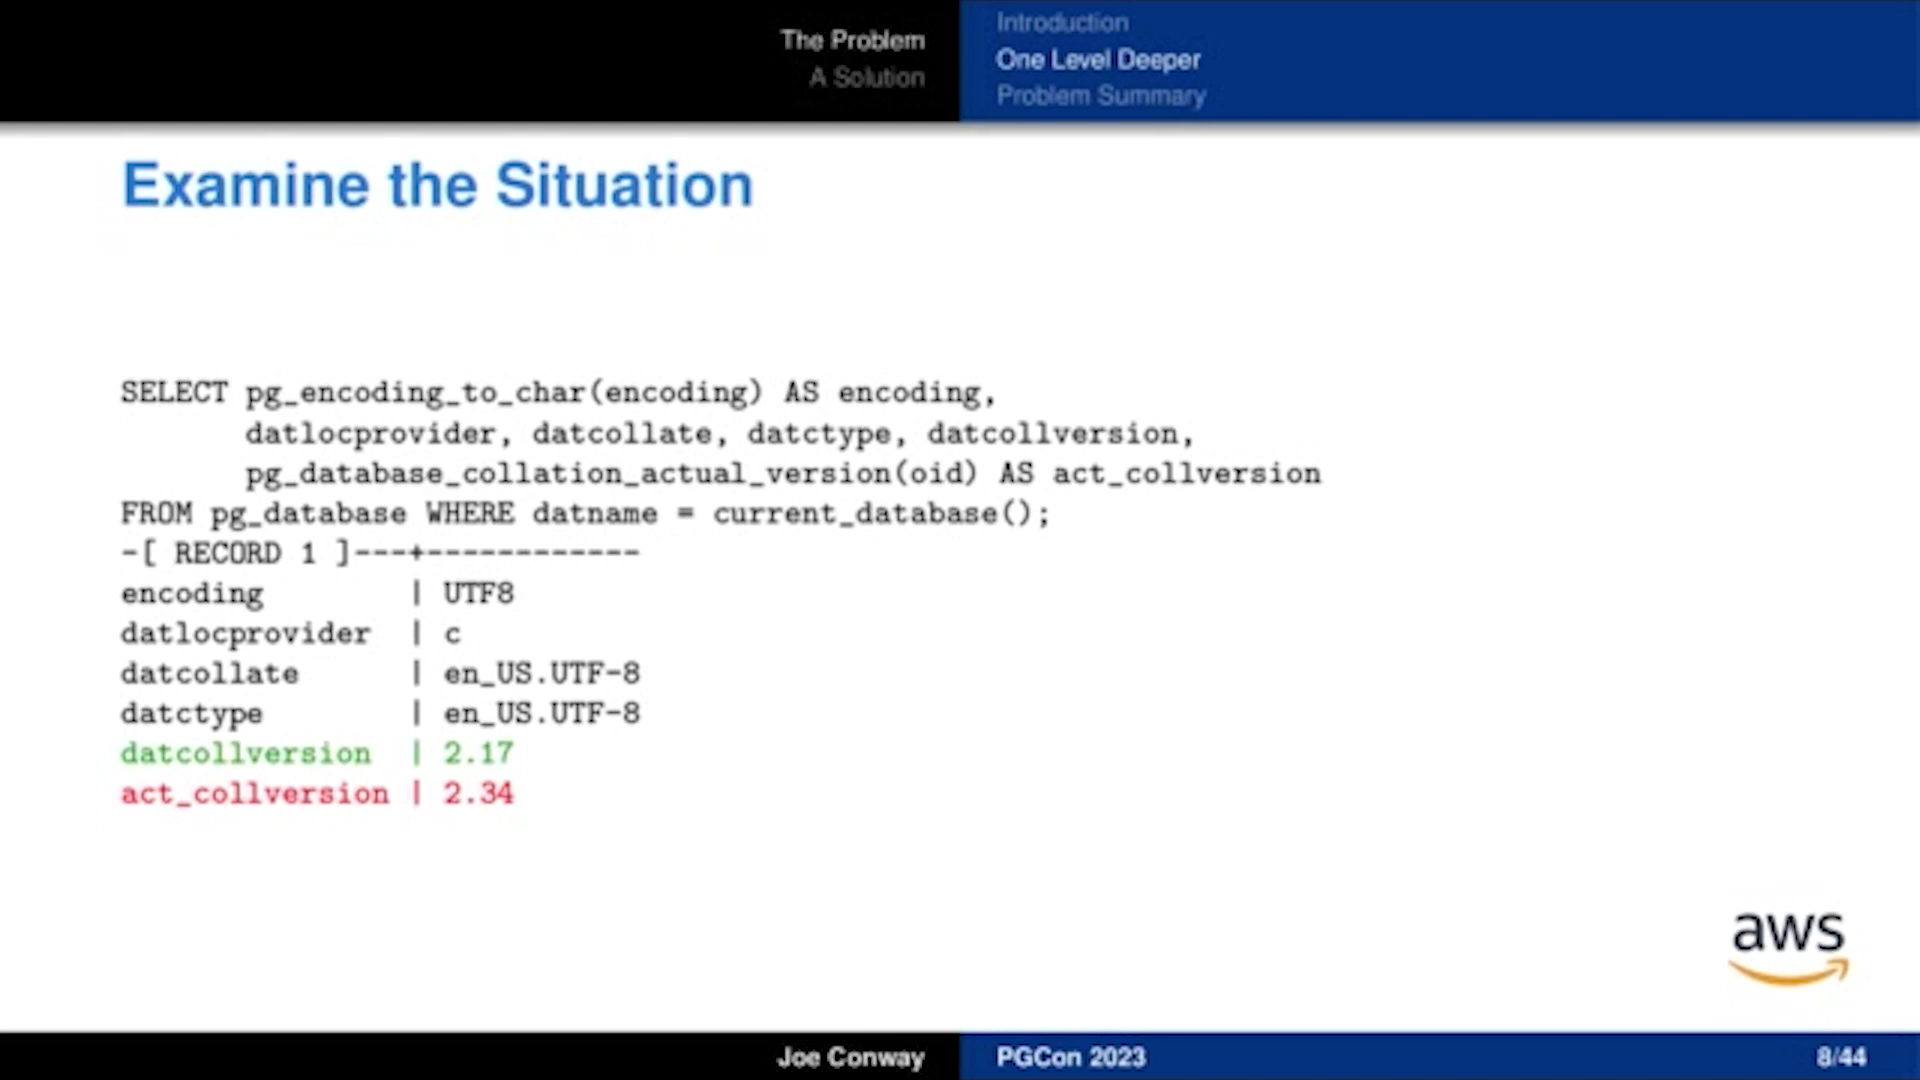 The Problem
A Solution
Introduction
One Level Deeper
Problem Summary
Examine the Situation
SELECT pg_encoding_to_char(encoding) AS encoding,
       datlocprovider, datcollate, datctype, datcollversion,
       pg_database_collation_actual_version(oid) AS act_collversion
FROM pg_database WHERE datname = current_database();
-[ RECORD 1 ]---+------------
encoding        | UTF8
datlocprovider  | c
datcollate      | en_US.UTF-8
datctype        | en_US.UTF-8
datcollversion  | 2.17
act_collversion | 2.34
aws
Joe Conway
PGCon 2023
8/44